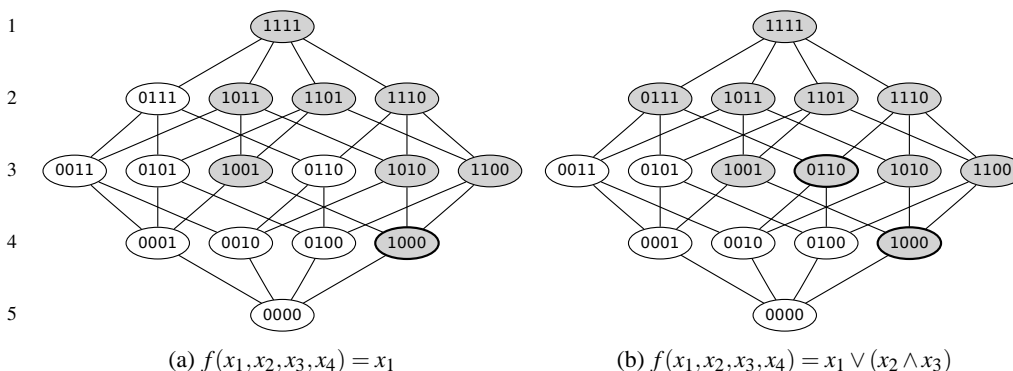 1 1111 1111
2 0111 1011 1101 1110 0111 1011 1101 1110
3 0011 0101 1001 0110 1010 1100 0011 0101 1001 0110 1010 1100
4 0001 0010 0100 1000 0001 0010 0100 1000
5 0000 0000
(a) f(x₁,x₂,x₃,x₄) = x₁ (b) f(x₁,x₂,x₃,x₄) = x₁ ∨ (x₂ ∧ x₃)